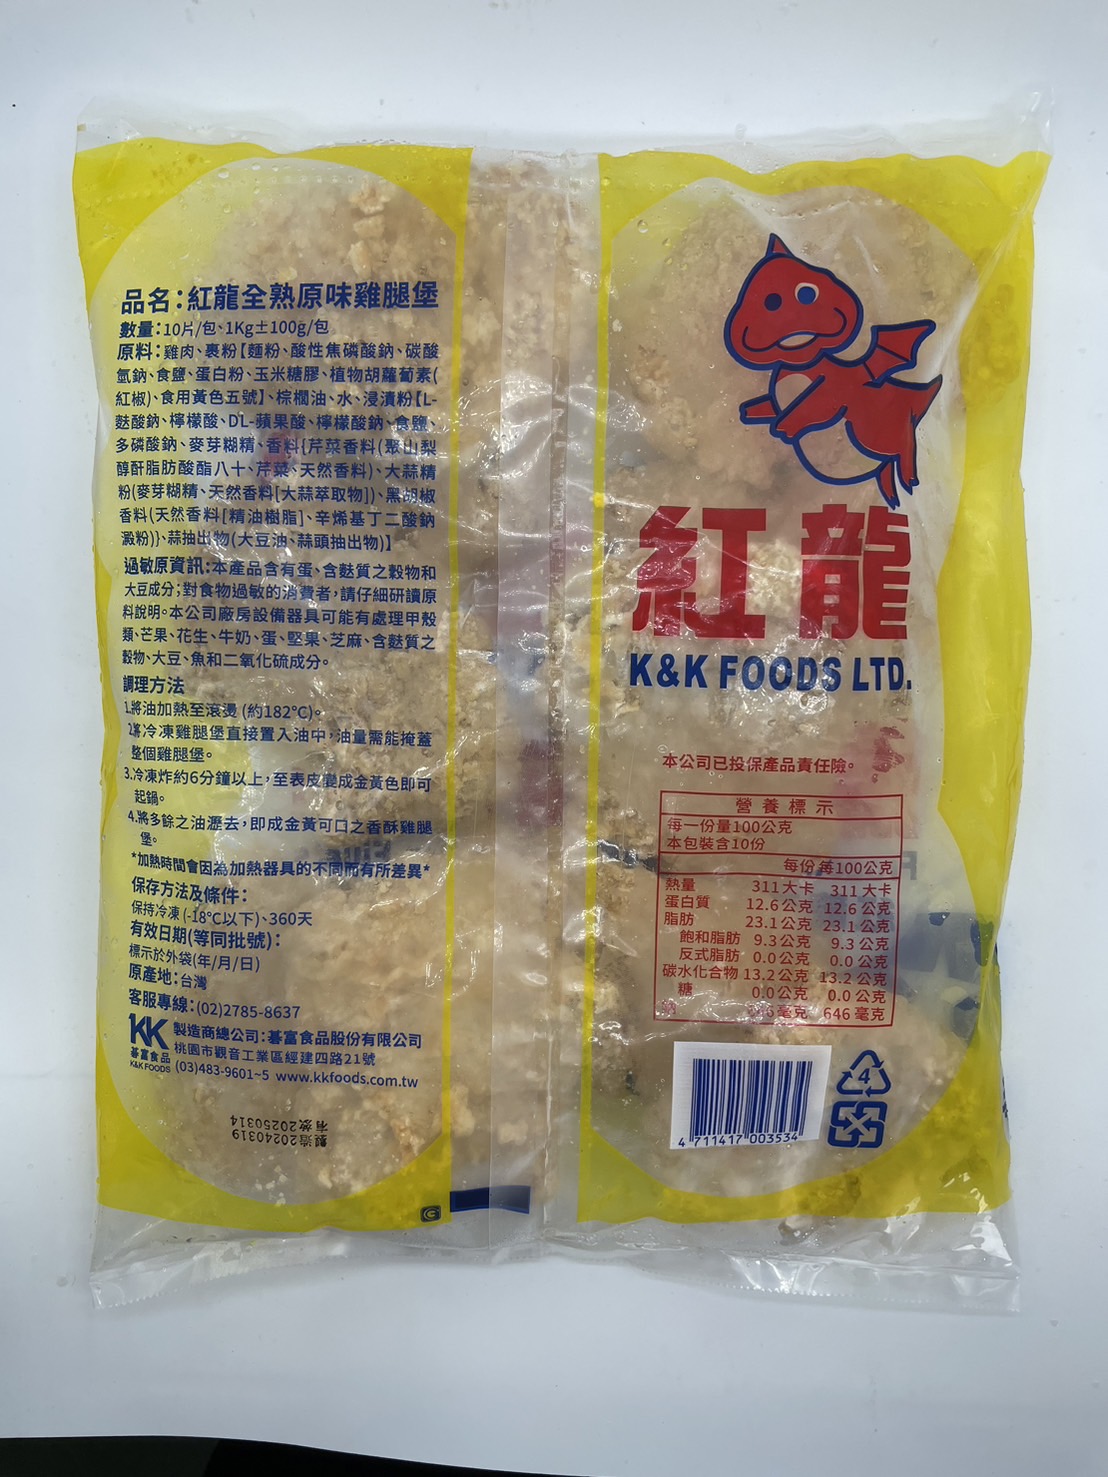 品名：紅龍全熟原味雞腿堡
數量：10片/包、1Kg±100g/包
原料：雞肉、裹粉【麵粉、酸性焦磷酸鈉、碳酸
氫鈉、食鹽、蛋白粉、玉米糖膠、植物胡蘿蔔素(
紅椒)、食用黃色五號】、棕櫚油、水、浸漬粉【L-
麩酸鈉、檸檬酸、DL-蘋果酸、檸檬酸鈉、食鹽、
多磷酸鈉、麥芽糊精、香料{芹菜香料(聚山梨
醇酐脂肪酸酯八十、芹菜、天然香料)、大蒜精
粉(麥芽糊精、天然香料[大蒜萃取物])、黑胡椒
香料(天然香料[精油樹脂]、辛烯基丁二酸鈉
澱粉)}、蒜抽出物(大豆油、蒜頭抽出物)】
過敏原資訊：本產品含有蛋、含麩質之穀物和
大豆成分；對食物過敏的消費者，請仔細研讀原
料說明。本公司廠房設備器具可能有處理甲殼
類、芒果、花生、牛奶、蛋、堅果、芝麻、含麩質之
穀物、大豆、魚和二氧化硫成分。
調理方法
1.將油加熱至滾燙 (約182℃)。
2.將冷凍雞腿堡直接置入油中，油量需能掩蓋
整個雞腿堡。
3.冷凍炸約6分鐘以上，至表皮變成金黃色即可
起鍋。
4.將多餘之油瀝去，即成金黃可口之香酥雞腿
堡。
*加熱時間會因為加熱器具的不同而有所差異*
保存方法及條件：
保持冷凍 (-18℃以下)、360天
有效日期(等同批號)：
標示於外袋(年/月/日)
原產地：台灣
客服專線：(02)2785-8637
KK 製造商總公司：碁富食品股份有限公司
碁富食品 桃園市觀音工業區經建四路21號
K&K FOODS (03)483-9601~5 www.kkfoods.com.tw
製造20240319
有效20250314
紅龍
K&K FOODS LTD.
本公司已投保產品責任險。
營養標示
每一份量100公克
本包裝含10份
每份 每100公克
熱量 311大卡 311大卡
蛋白質 12.6公克 12.6公克
脂肪 23.1公克 23.1公克
飽和脂肪 9.3公克 9.3公克
反式脂肪 0.0公克 0.0公克
碳水化合物 13.2公克 13.2公克
糖 0.0公克 0.0公克
鈉 646毫克 646毫克
4 711417 003534
4